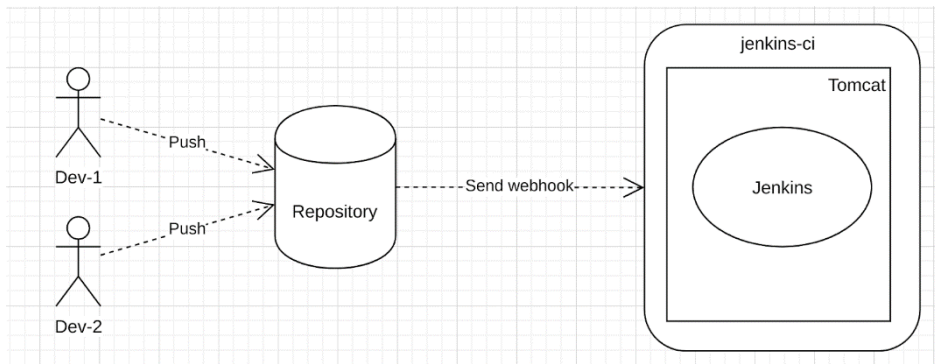 jenkins-ci
Tomcat
Push
Dev-1
Send webhook
Jenkins
Repository
Push
Dev-2